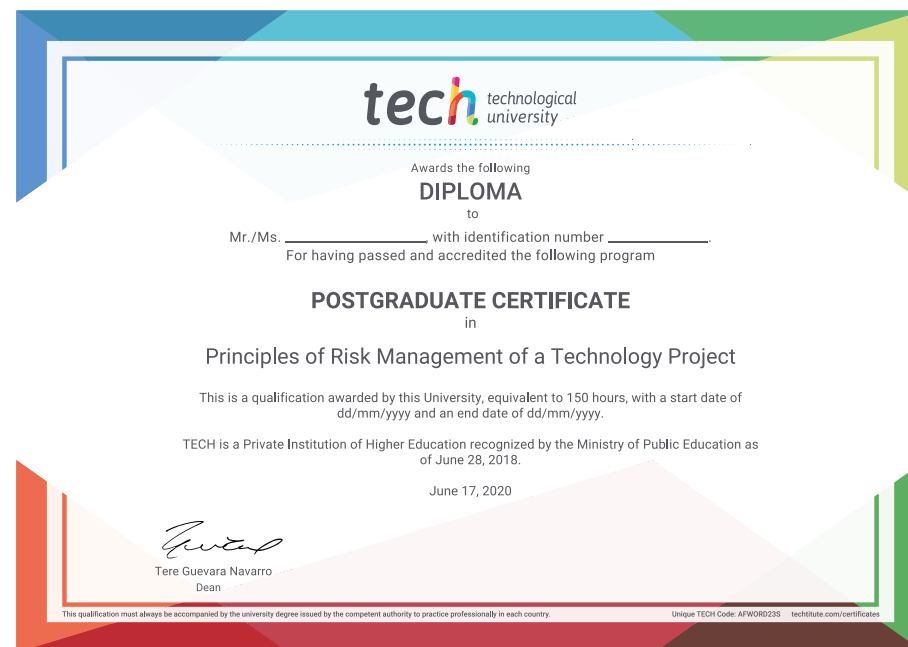 tech technological
university
Awards the following
DIPLOMA
to
Mr./Ms. ____________________, with identification number ______________.
For having passed and accredited the following program
POSTGRADUATE CERTIFICATE
in
Principles of Risk Management of a Technology Project
This is a qualification awarded by this University, equivalent to 150 hours, with a start date of
dd/mm/yyyy and an end date of dd/mm/yyyy.
TECH is a Private Institution of Higher Education recognized by the Ministry of Public Education as
of June 28, 2018.
June 17, 2020
Tere Guevara Navarro
Dean
This qualification must always be accompanied by the university degree issued by the competent authority to practice professionally in each country. Unique TECH Code: AFWORD23S techtitute.com/certificates